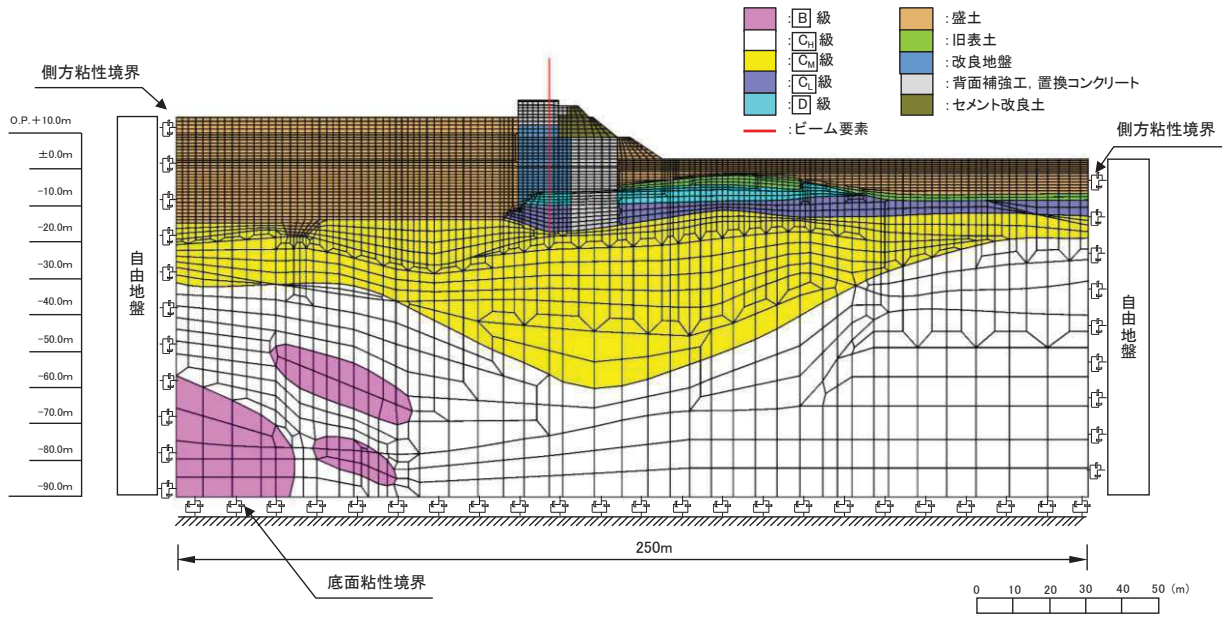 :B級
:CH級
:CM級
:CL級
:D級
:ビーム要素
:盛土
:旧表土
:改良地盤
:背面補強工,置換コンクリート
:セメント改良土
側方粘性境界
側方粘性境界
O.P.+10.0m
±0.0m
-10.0m
-20.0m
-30.0m
-40.0m
-50.0m
-60.0m
-70.0m
-80.0m
-90.0m
自由地盤
自由地盤
250m
底面粘性境界
0 10 20 30 40 50 (m)